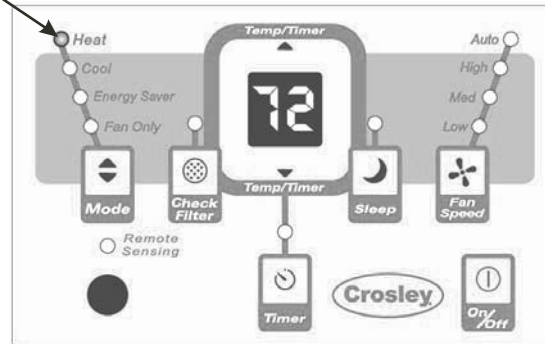 Temp/Timer
Heat
Auto
Cool
High
Energy Saver
Med
Fan Only
Low
72
Temp/Timer
Mode
Check
Filter
Sleep
Fan
Speed
Remote
Sensing
Timer
Crosley
On/Off